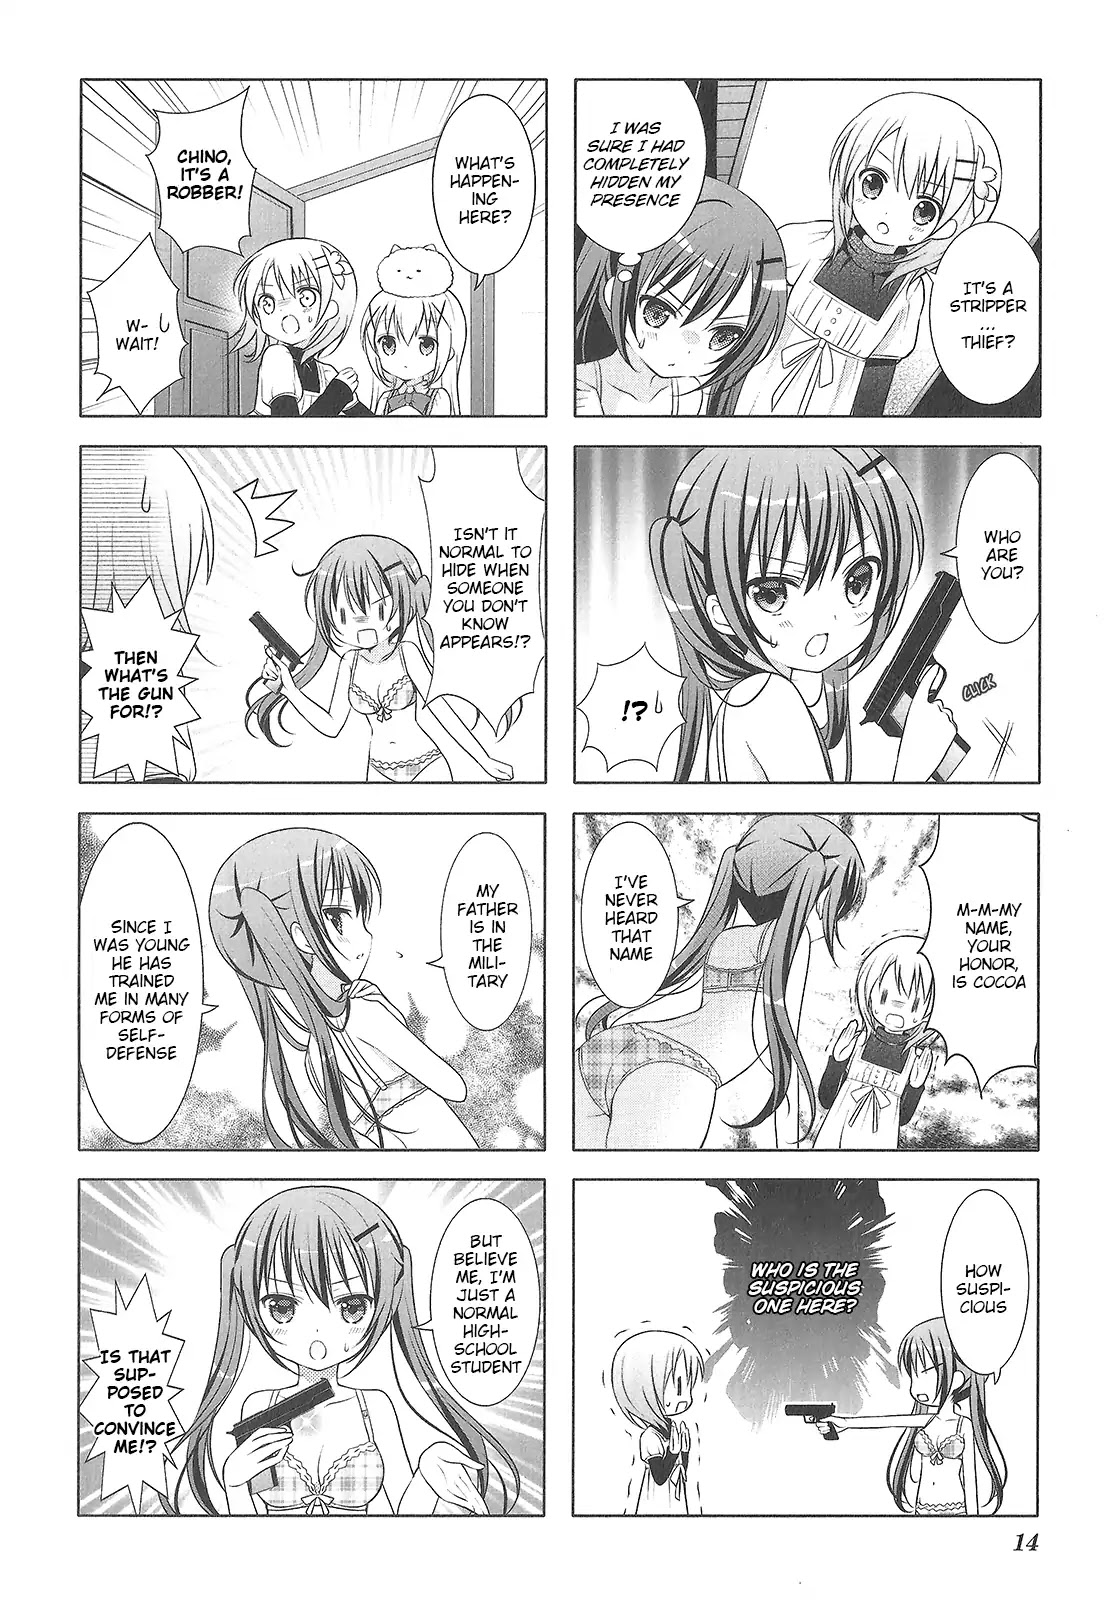 I WAS
SURE I HAD
COMPLETELY
HIDDEN MY
PRESENCE
IT'S A
STRIPPER
...
THIEF?
WHO
ARE
YOU?
CLICK
!?
M-M-MY
NAME,
YOUR
HONOR,
IS COCOA
I'VE
NEVER
HEARD
THAT
NAME
HOW
SUSPI-
CIOUS
WHO IS THE
SUSPICIOUS
ONE HERE?
WHAT'S
HAPPEN-
ING
HERE?
CHINO,
IT'S A
ROBBER!
W-
WAIT!
ISN'T IT
NORMAL TO
HIDE WHEN
SOMEONE
YOU DON'T
KNOW
APPEARS!?
THEN
WHAT'S
THE GUN
FOR!?
MY
FATHER
IS IN
THE
MILI-
TARY
SINCE I
WAS YOUNG
HE HAS
TRAINED
ME IN MANY
FORMS OF
SELF-
DEFENSE
BUT
BELIEVE
ME, I'M
JUST A
NORMAL
HIGH-
SCHOOL
STUDENT
IS THAT
SUP-
POSED
TO
CONVINCE
ME!?
14